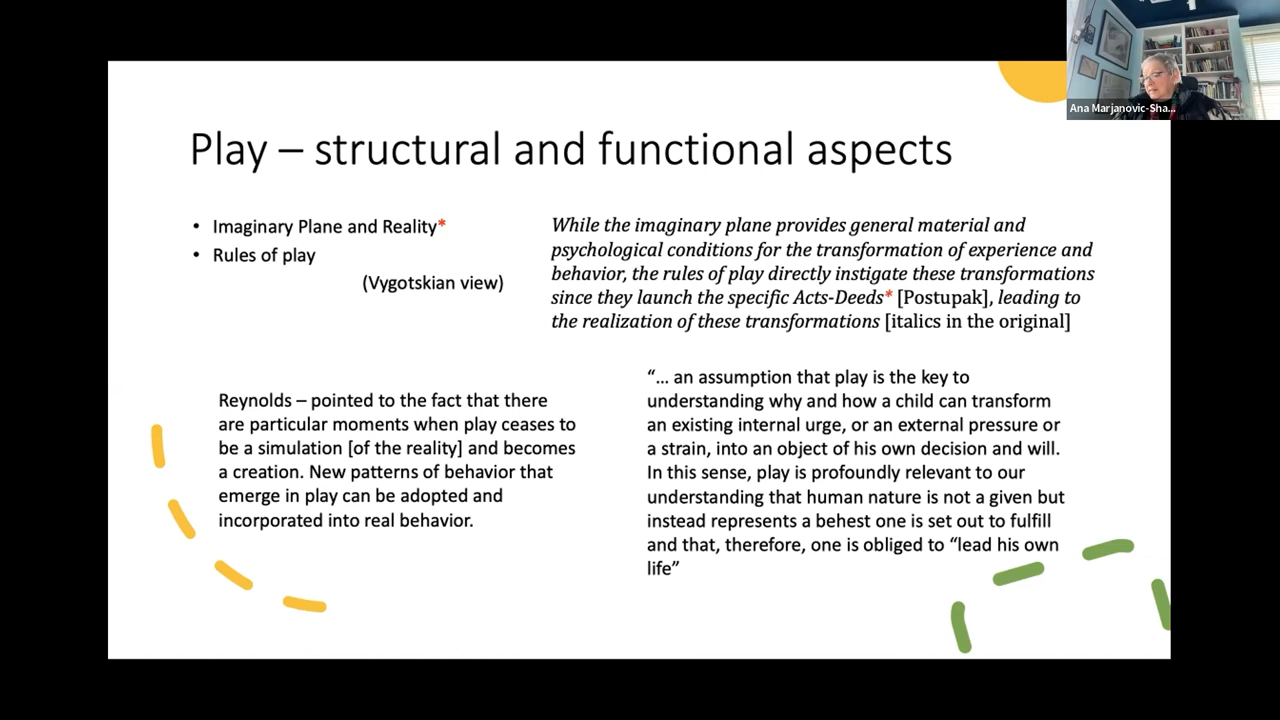 Ana Marjanovic-Sha...
Play – structural and functional aspects
• Imaginary Plane and Reality*
• Rules of play
(Vygotskian view)
While the imaginary plane provides general material and
psychological conditions for the transformation of experience and
behavior, the rules of play directly instigate these transformations
since they launch the specific Acts-Deeds* [Postupak], leading to
the realization of these transformations [italics in the original]
Reynolds – pointed to the fact that there
are particular moments when play ceases to
be a simulation [of the reality] and becomes
a creation. New patterns of behavior that
emerge in play can be adopted and
incorporated into real behavior.
“… an assumption that play is the key to
understanding why and how a child can transform
an existing internal urge, or an external pressure or
a strain, into an object of his own decision and will.
In this sense, play is profoundly relevant to our
understanding that human nature is not a given but
instead represents a behest one is set out to fulfill
and that, therefore, one is obliged to “lead his own
life”